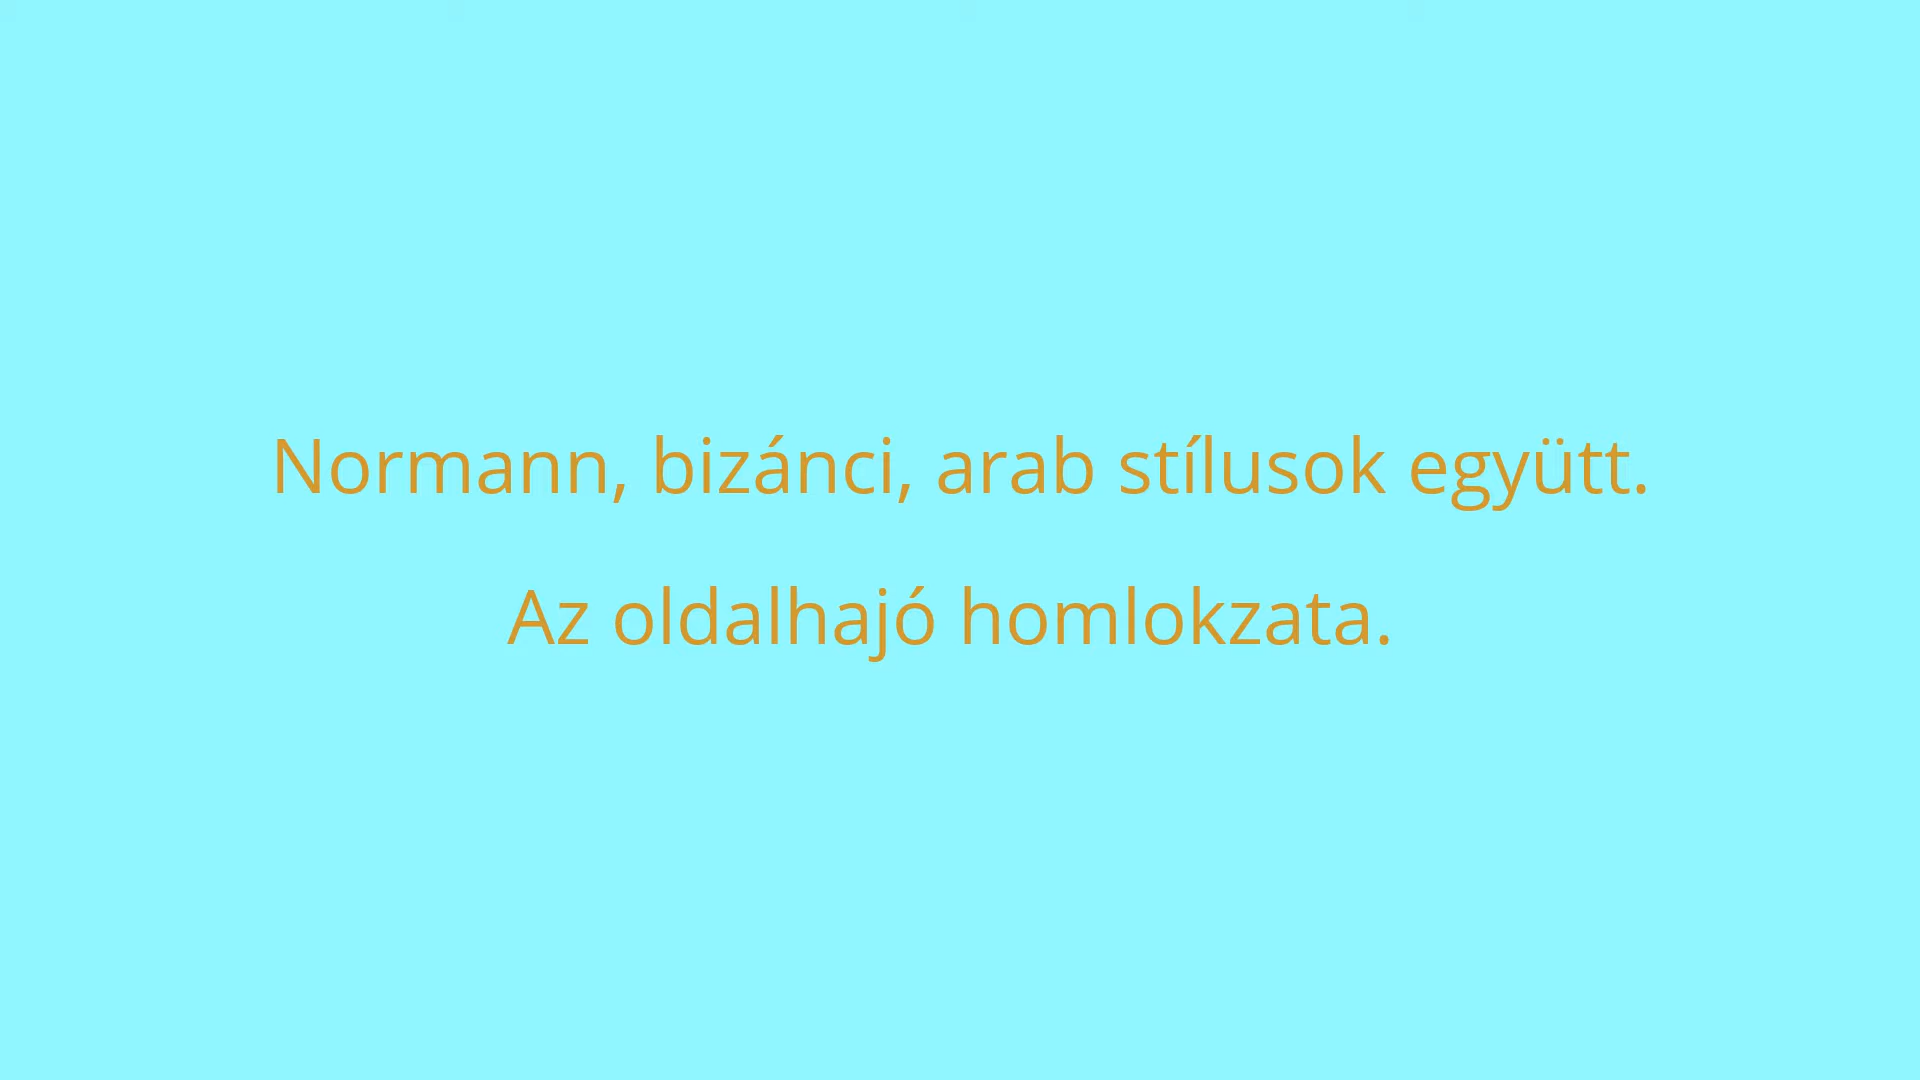 Normann, bizánci, arab stílusok együtt.
Az oldalhajó homlokzata.